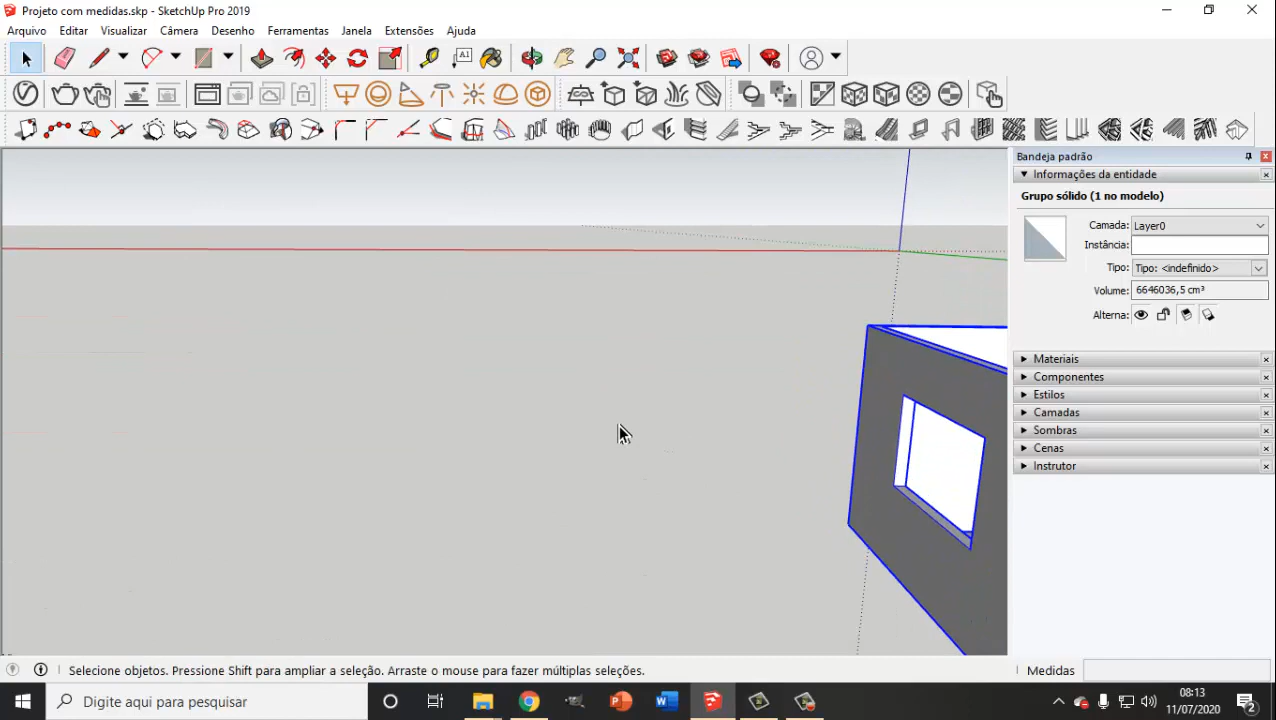 Projeto com medidas.skp - SketchUp Pro 2019
Arquivo Editar Visualizar Câmera Desenho Ferramentas Janela Extensões Ajuda
A1
Bandeja padrão
Informações da entidade
Grupo sólido (1 no modelo)
Camada: Layer0
Instância:
Tipo: Tipo: <indefinido>
Volume: 6646036,5 cm³
Alterna:
Materiais
Componentes
Estilos
Camadas
Sombras
Cenas
Instrutor
Selecione objetos. Pressione Shift para ampliar a seleção. Arraste o mouse para fazer múltiplas seleções.
Medidas
Digite aqui para pesquisar
08:13
11/07/2020
2